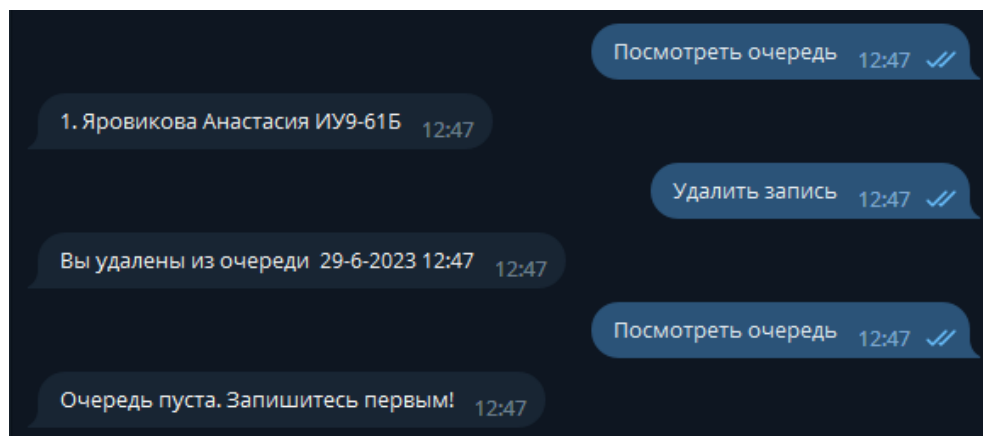 Посмотреть очередь 12:47
1. Яровикова Анастасия ИУ9-61Б 12:47
Удалить запись 12:47
Вы удалены из очереди 29-6-2023 12:47 12:47
Посмотреть очередь 12:47
Очередь пуста. Запишитесь первым! 12:47